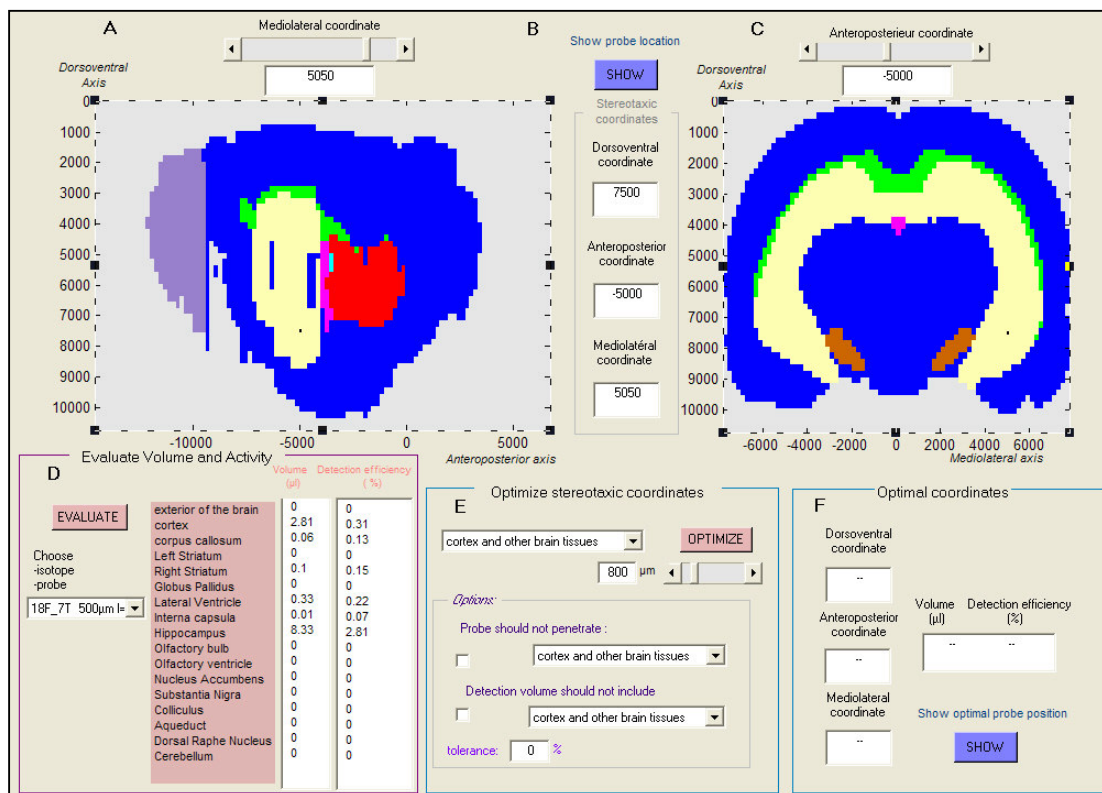 A
Mediolateral coordinate
5050
Dorsoventral
Axis
0
1000
2000
3000
4000
5000
6000
7000
8000
9000
10000
-10000
-5000
0
5000
Anteroposterior axis
B
Show probe location
SHOW
Stereotaxic
coordinates
Dorsoventral
coordinate
7500
Anteroposterior
coordinate
-5000
Mediolatéral
coordinate
5050
C
Anteroposterieur coordinate
-5000
Dorsoventral
Axis
0
1000
2000
3000
4000
5000
6000
7000
8000
9000
10000
-6000
-4000
-2000
0
2000
4000
6000
Mediolateral axis
Evaluate Volume and Activity
D
EVALUATE
Choose
-isotope
-probe
18F_7T 500µm l=
Volume
(µl)
Detection efficiency
( %)
exterior of the brain 0 0
cortex 2.81 0.31
corpus callosum 0.06 0.13
Left Striatum 0 0
Right Striatum 0.1 0.15
Globus Pallidus 0 0
Lateral Ventricle 0.33 0.22
Interna capsula 0.01 0.07
Hippocampus 8.33 2.81
Olfactory bulb 0 0
Olfactory ventricle 0 0
Nucleus Accumbens 0 0
Substantia Nigra 0 0
Colliculus 0 0
Aqueduct 0 0
Dorsal Raphe Nucleus 0 0
Cerebellum 0 0
Optimize stereotaxic coordinates
E
cortex and other brain tissues
OPTIMIZE
800 µm
Options:
Probe should not penetrate :
cortex and other brain tissues
Detection volume should not include
cortex and other brain tissues
tolerance: 0 %
Optimal coordinates
F
Dorsoventral
coordinate
--
Anteroposterior
coordinate
--
Mediolateral
coordinate
--
Volume
(µl)
Detection efficiency
(%)
-- --
Show optimal probe position
SHOW